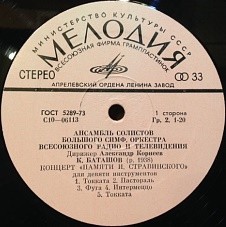 МИНИСТЕРСТВО КУЛЬТУРЫ СССР
МЕЛОДИЯ
ВСЕСОЮЗНАЯ ФИРМА ГРАМПЛАСТИНОК
СТЕРЕО
33
АПРЕЛЕВСКИЙ ОРДЕНА ЛЕНИНА ЗАВОД
ГОСТ 5289-73
С10—06113
1 сторона
Гр. 2. 1-20
АНСАМБЛЬ СОЛИСТОВ
БОЛЬШОГО СИМФ. ОРКЕСТРА
ВСЕСОЮЗНОГО РАДИО И ТЕЛЕВИДЕНИЯ
Дирижер Александр Корнеев
К. БАТАШОВ (р. 1938)
КОНЦЕРТ «ПАМЯТИ И. СТРАВИНСКОГО»
для девяти инструментов
1. Токката 2. Пастораль
3. Фуга 4. Интермеццо
5. Токката